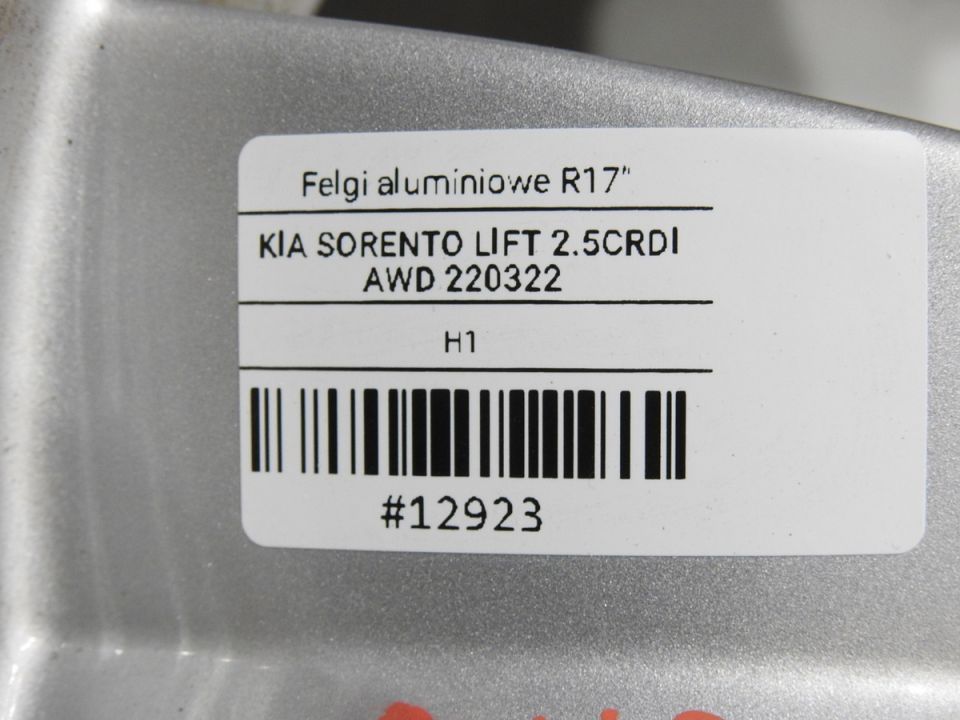 Felgi aluminiowe R17"
KIA SORENTO LIFT 2.5CRDI
AWD 220322
H1
#12923